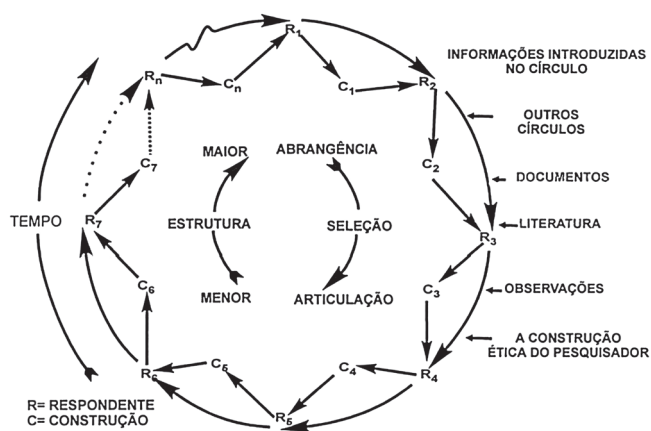 R1
Rn
Cn
C1
R2
INFORMAÇÕES INTRODUZIDAS
NO CÍRCULO
OUTROS
CÍRCULOS
MAIOR
ABRANGÊNCIA
C7
C2
DOCUMENTOS
TEMPO
R7
ESTRUTURA
SELEÇÃO
LITERATURA
R3
C6
MENOR
ARTICULAÇÃO
C3
OBSERVAÇÕES
A CONSTRUÇÃO
ÉTICA DO PESQUISADOR
R6
C5
C4
R4
R5
R= RESPONDENTE
C= CONSTRUÇÃO